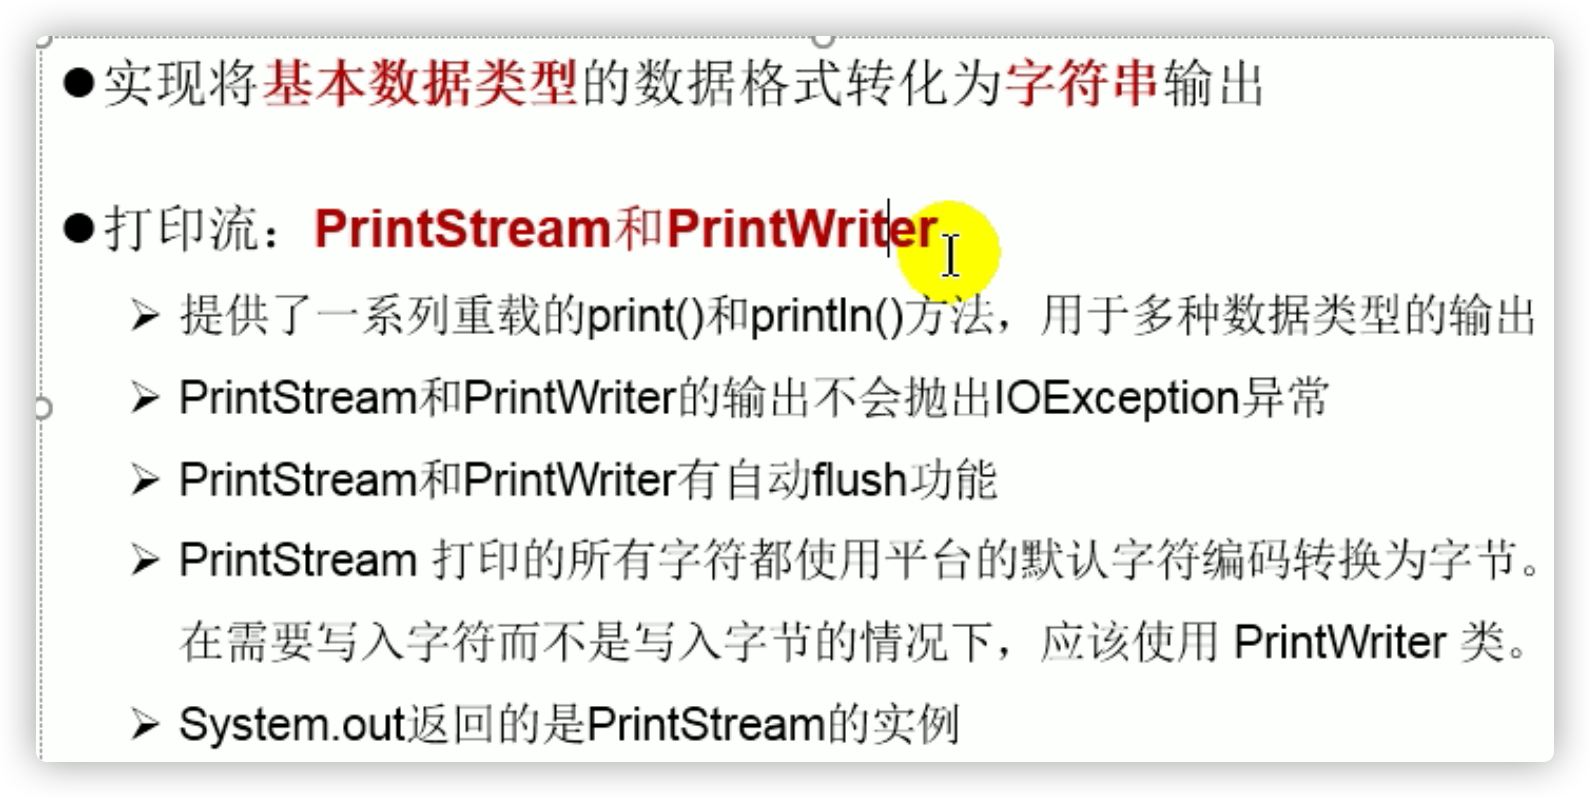 ●实现将基本数据类型的数据格式转化为字符串输出
●打印流：PrintStream和PrintWriter
➢ 提供了一系列重载的print()和println()方法，用于多种数据类型的输出
➢ PrintStream和PrintWriter的输出不会抛出IOException异常
➢ PrintStream和PrintWriter有自动flush功能
➢ PrintStream 打印的所有字符都使用平台的默认字符编码转换为字节。
在需要写入字符而不是写入字节的情况下，应该使用 PrintWriter 类。
➢ System.out返回的是PrintStream的实例